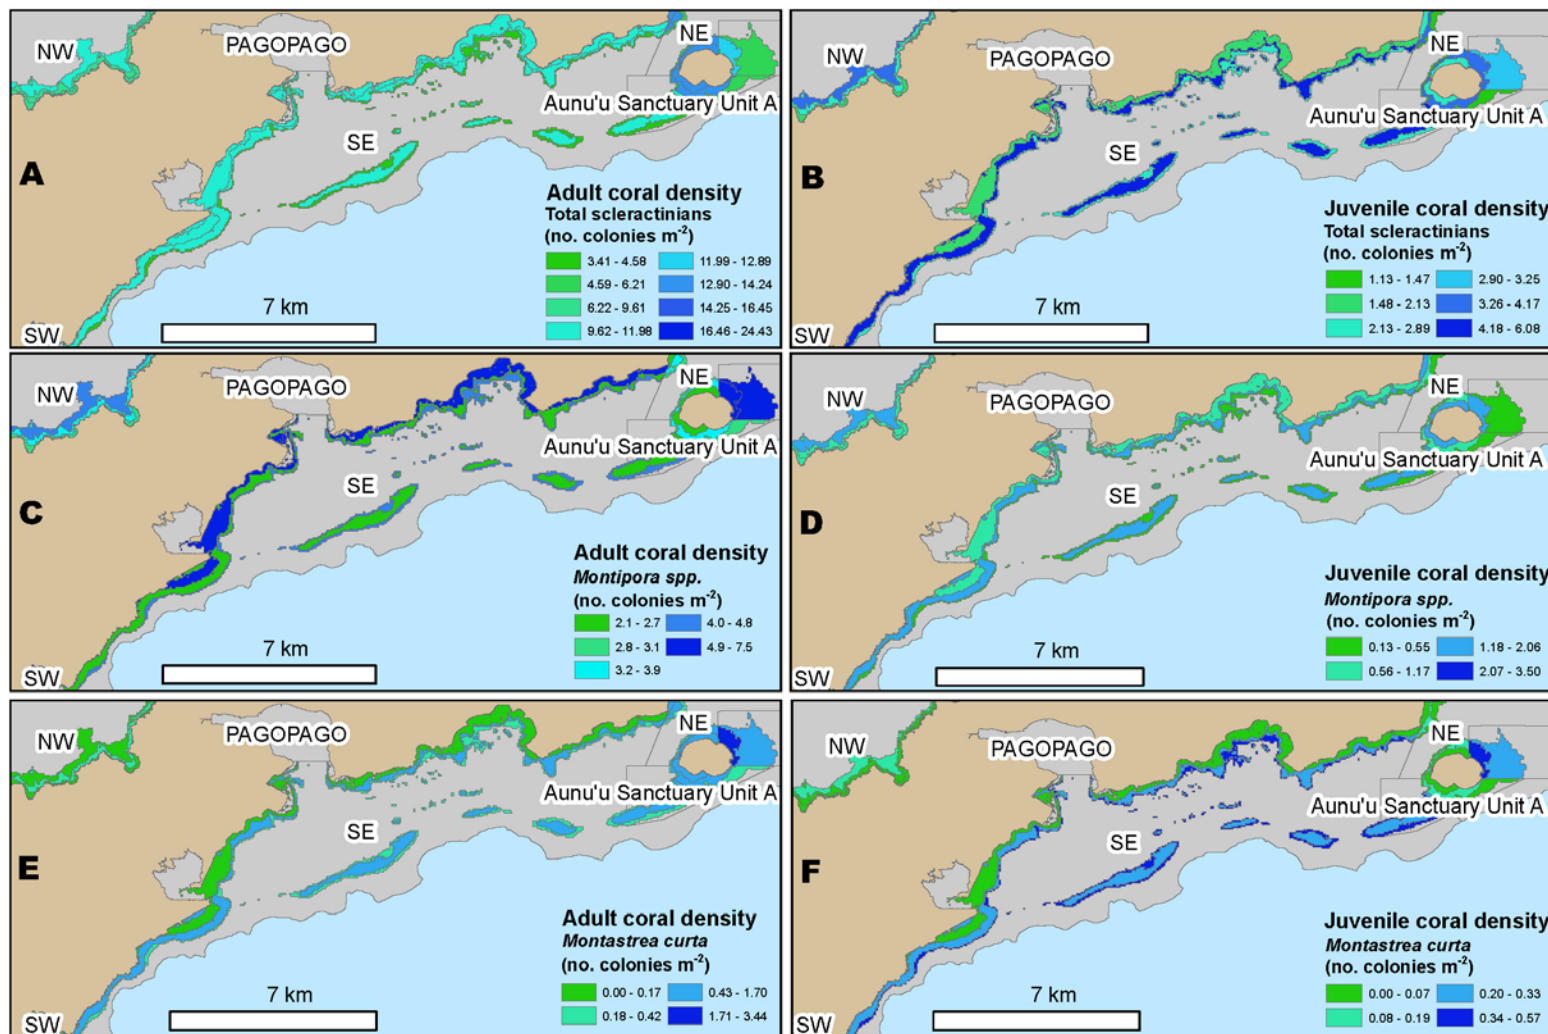 NW
PAGOPAGO
NE
Aunu'u Sanctuary Unit A
SE
A
Adult coral density
Total scleractinians
(no. colonies m-2)
3.41 - 4.58
11.99 - 12.89
4.59 - 6.21
12.90 - 14.24
6.22 - 9.61
14.25 - 16.45
9.62 - 11.98
16.46 - 24.43
7 km
SW
NW
PAGOPAGO
NE
Aunu'u Sanctuary Unit A
SE
B
Juvenile coral density
Total scleractinians
(no. colonies m-2)
1.13 - 1.47
2.90 - 3.25
1.48 - 2.13
3.26 - 4.17
2.13 - 2.89
4.18 - 6.08
7 km
SW
NW
PAGOPAGO
NE
Aunu'u Sanctuary Unit A
SE
C
Adult coral density
Montipora spp.
(no. colonies m-2)
2.1 - 2.7
4.0 - 4.8
2.8 - 3.1
4.9 - 7.5
3.2 - 3.9
7 km
SW
NW
PAGOPAGO
NE
Aunu'u Sanctuary Unit A
SE
D
Juvenile coral density
Montipora spp.
(no. colonies m-2)
0.13 - 0.55
1.18 - 2.06
0.56 - 1.17
2.07 - 3.50
7 km
SW
NW
PAGOPAGO
NE
Aunu'u Sanctuary Unit A
SE
E
Adult coral density
Montastrea curta
(no. colonies m-2)
0.00 - 0.17
0.43 - 1.70
0.18 - 0.42
1.71 - 3.44
7 km
SW
NW
PAGOPAGO
NE
Aunu'u Sanctuary Unit A
SE
F
Juvenile coral density
Montastrea curta
(no. colonies m-2)
0.00 - 0.07
0.20 - 0.33
0.08 - 0.19
0.34 - 0.57
7 km
SW